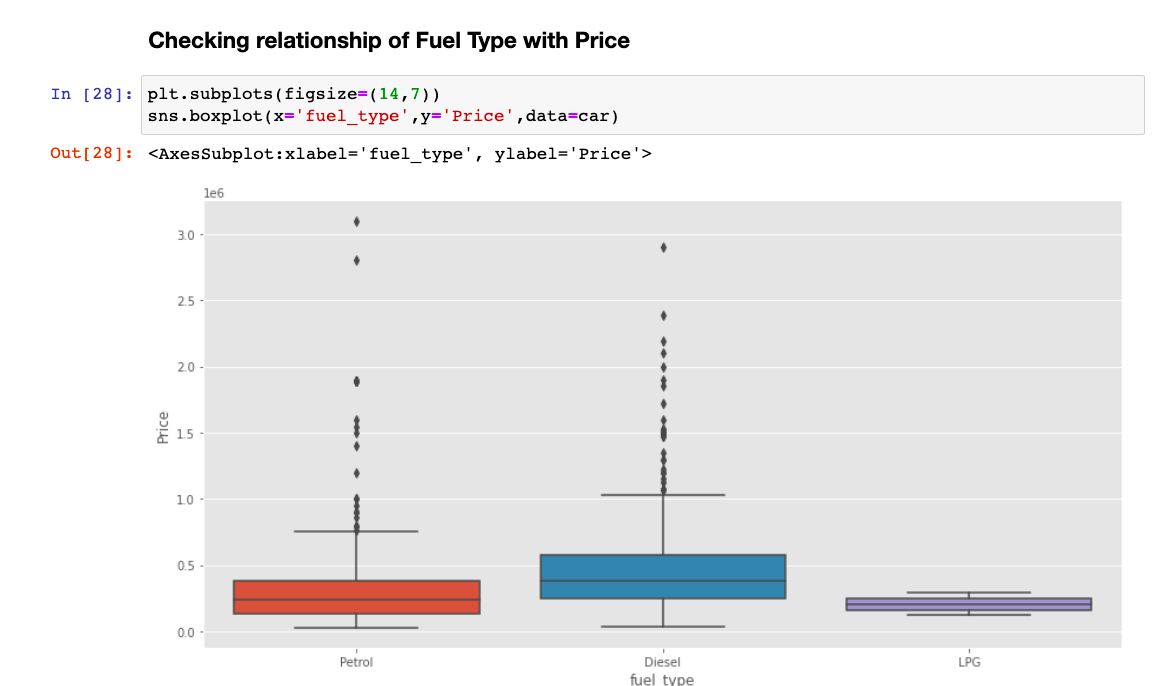 Checking relationship of Fuel Type with Price
In [28]: plt.subplots(figsize=(14,7))
sns.boxplot(x='fuel_type',y='Price',data=car)
Out[28]: <AxesSubplot:xlabel='fuel_type', ylabel='Price'>
1e6
3.0
2.5
2.0
1.5
1.0
0.5
0.0
Price
Petrol Diesel LPG
fuel_type